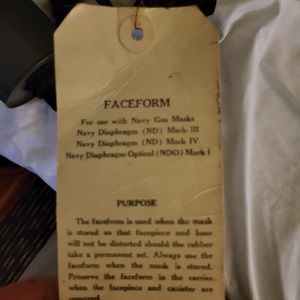 FACEFORM
For use with Navy Gas Masks
Navy Diaphragm (ND) Mark III
Navy Diaphragm (ND) Mark IV
Navy Diaphragm Optical (NDO) Mark I
PURPOSE
The faceform is used when the mask
is stored so that facepiece and hose
will not be distorted should the rubber
take a permanent set. Always use the
faceform when the mask is stored.
Preserve the faceform in the carrier
when the facepiece and canister are
removed